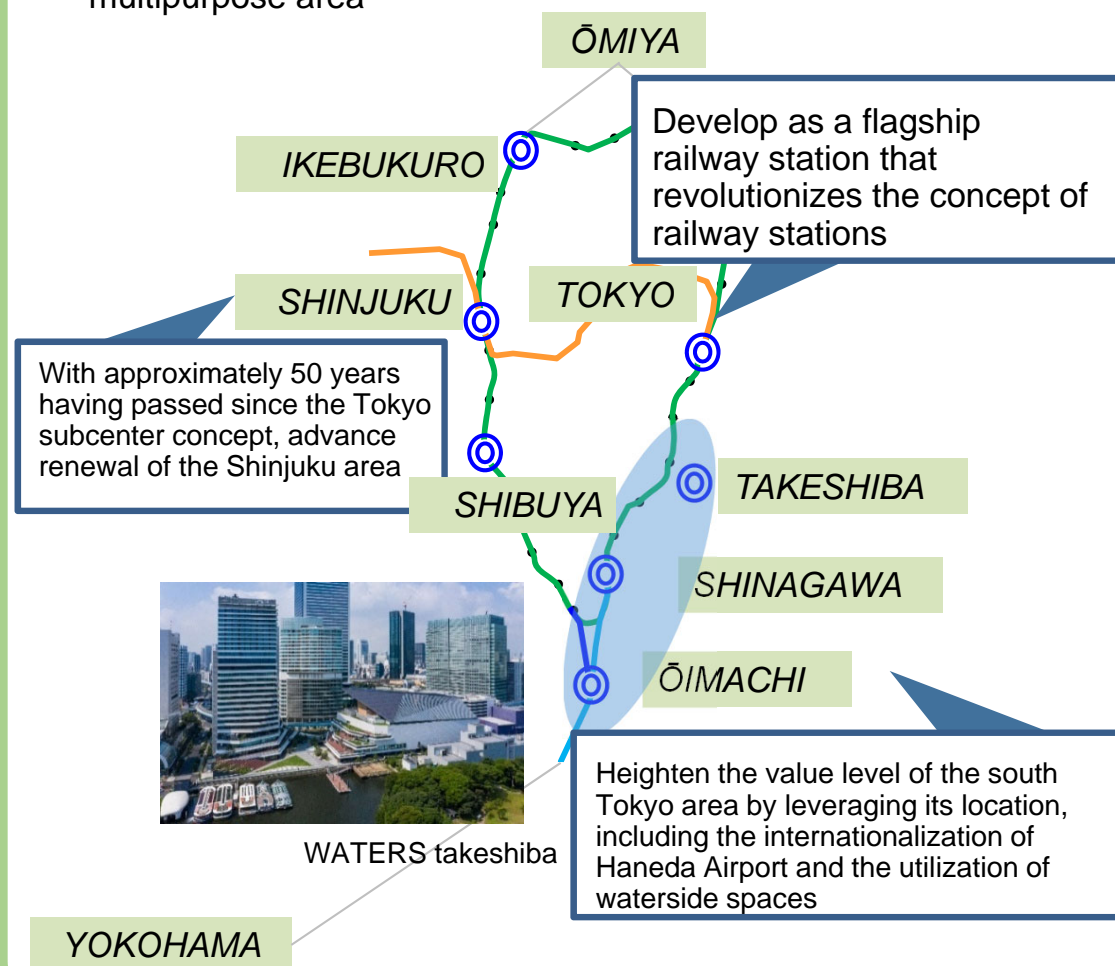 multipurpose area
ŌMIYA
Develop as a flagship
railway station that
revolutionizes the concept of
railway stations
IKEBUKURO
SHINJUKU
TOKYO
With approximately 50 years
having passed since the Tokyo
subcenter concept, advance
renewal of the Shinjuku area
SHIBUYA
TAKESHIBA
SHINAGAWA
ŌIMACHI
Heighten the value level of the south
Tokyo area by leveraging its location,
including the internationalization of
Haneda Airport and the utilization of
waterside spaces
WATERS takeshiba
YOKOHAMA